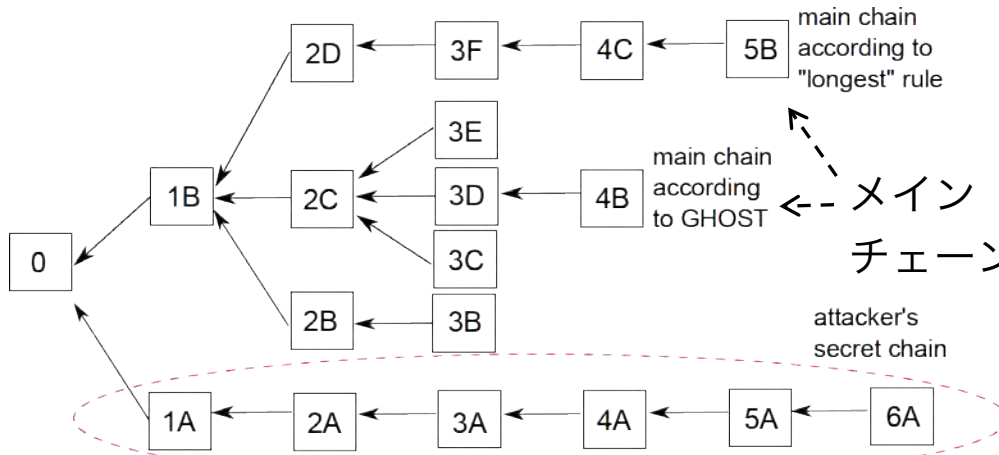 2D
3F
4C
5B
main chain
according to
"longest" rule
3E
1B
2C
3D
4B
main chain
according
to GHOST
メイン
チェーン
0
3C
2B
3B
attacker's
secret chain
1A
2A
3A
4A
5A
6A